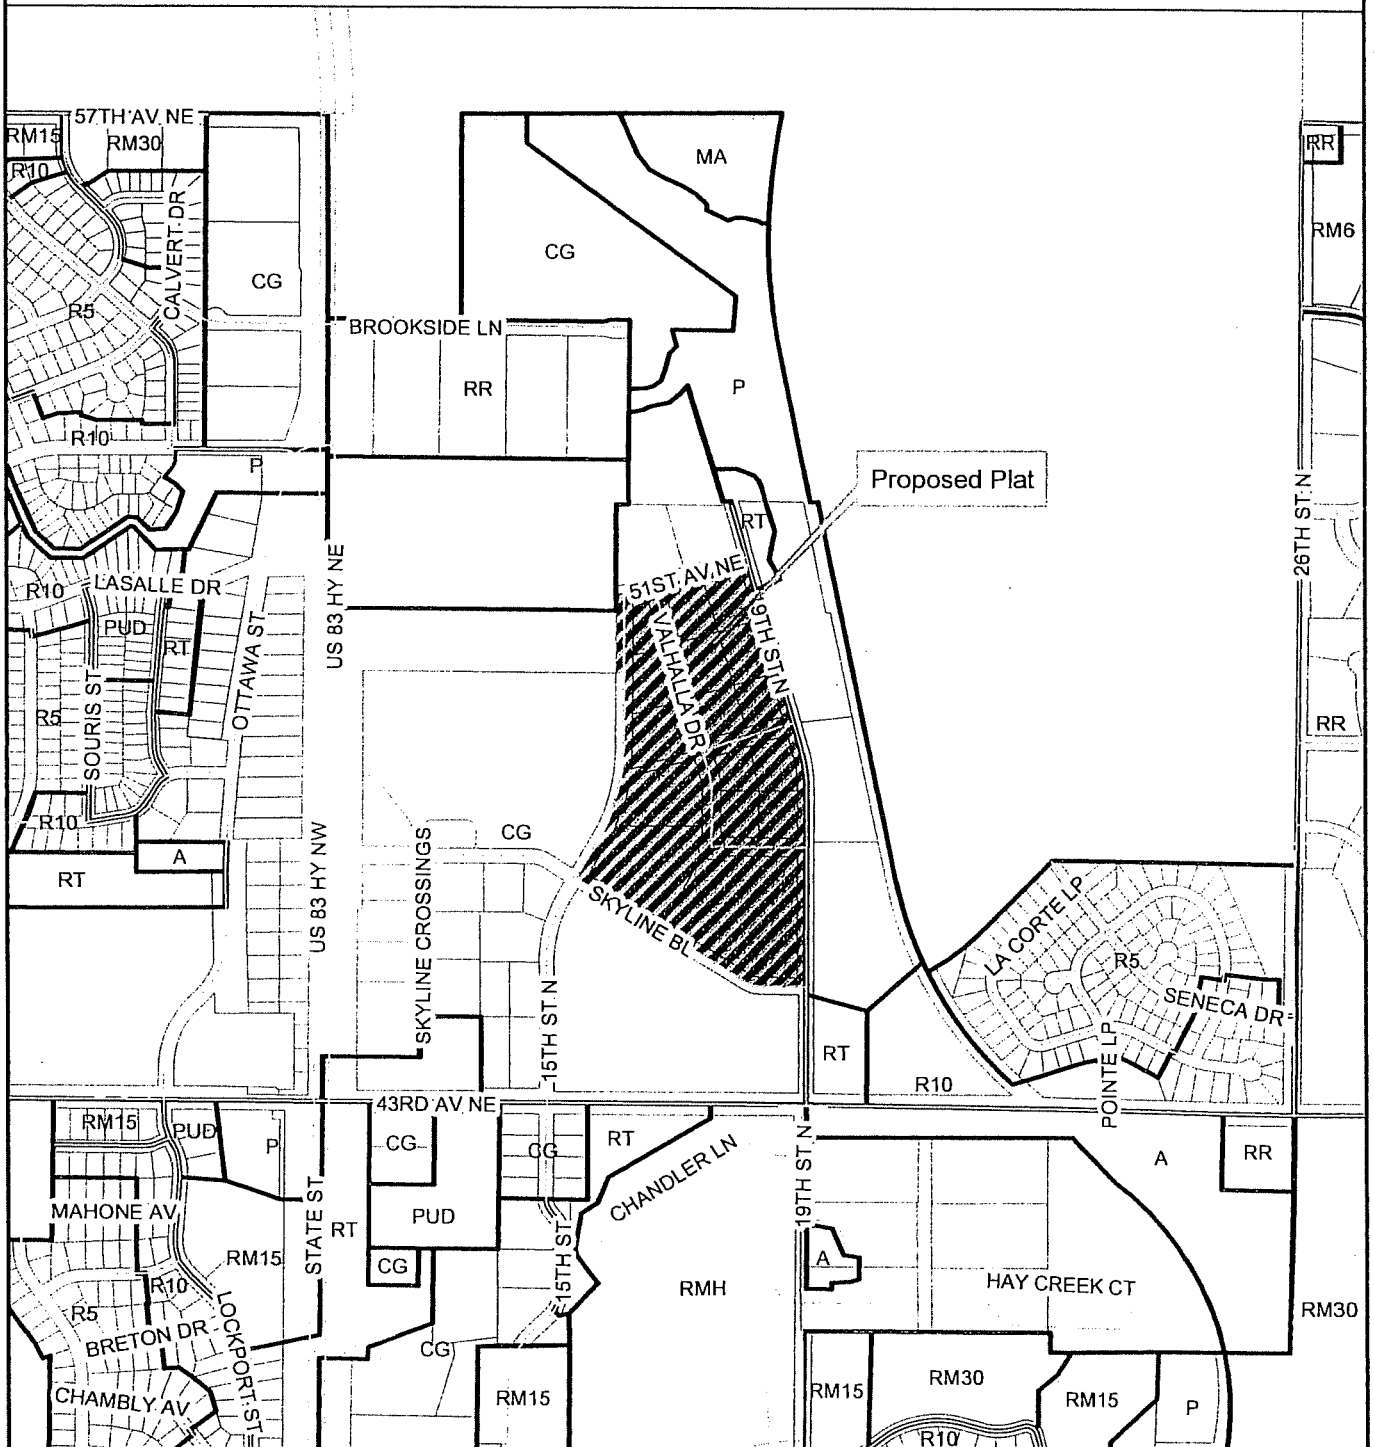 57TH AV NE
RM15
RM30
R10
MA
RR
CALVERT DR
CG
CG
RM6
R5
BROOKSIDE LN
RR
P
R10
P
Proposed Plat
RT
26TH ST N
51ST AV NE
US 83 HY NE
R10
LASALLE DR
PUD
RT
OTTAWA ST
VALHALLA DR
19TH ST N
R5
SOURIS ST
RR
R10
CG
A
RT
US 83 HY NW
SKYLINE CROSSINGS
SKYLINE BL
LA CORTE LP
R5
SENECA DR
15TH ST N
RT
R10
POINTE LP
43RD AV NE
RM15
PUD
P
CG
CG
RT
CHANDLER LN
19TH ST N
A
RR
MAHONE AV
STATE ST
RT
PUD
15TH ST
RM15
CG
A
RMH
HAY CREEK CT
R10
R5
LOCKPORT ST
BRETON DR
CG
RM30
CHAMBLY AV
RM15
RM15
RM30
RM15
P
R10